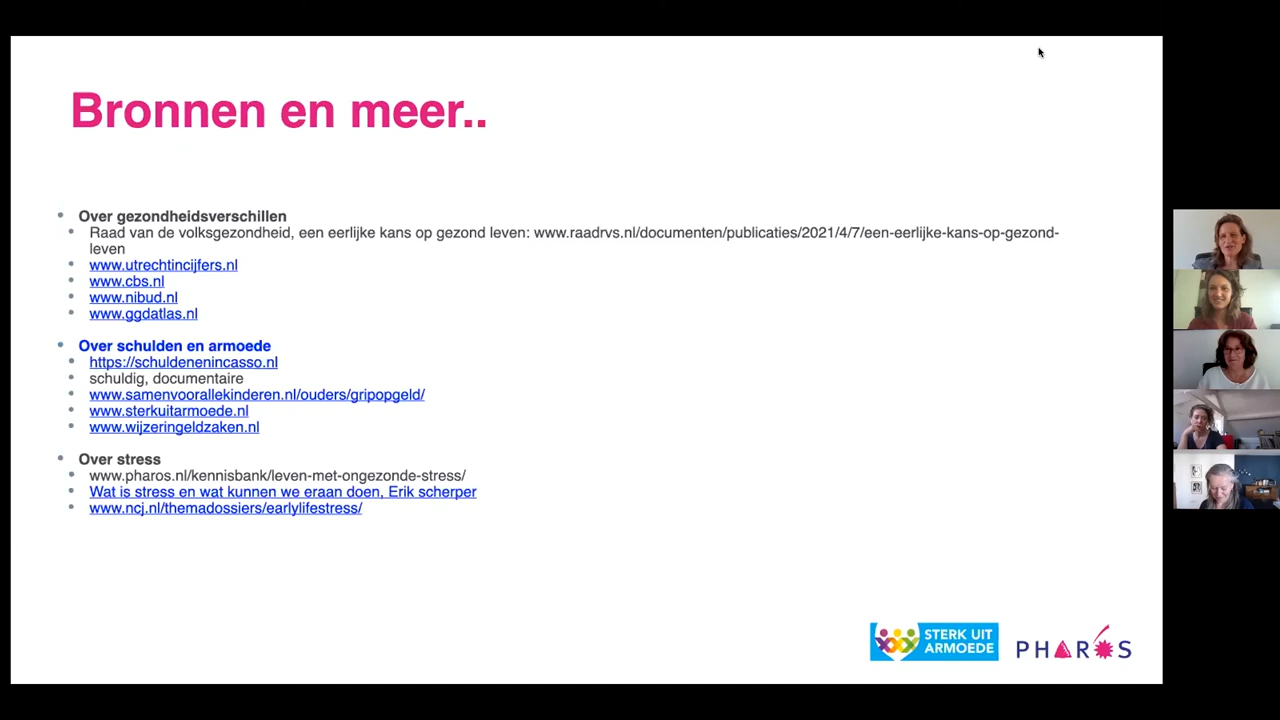 Bronnen en meer..
Over gezondheidsverschillen
Raad van de volksgezondheid, een eerlijke kans op gezond leven: www.raadrvs.nl/documenten/publicaties/2021/4/7/een-eerlijke-kans-op-gezond-
leven
www.utrechtincijfers.nl
www.cbs.nl
www.nibud.nl
www.ggdatlas.nl
Over schulden en armoede
https://schuldenenincasso.nl
schuldig, documentaire
www.samenvoorallekinderen.nl/ouders/gripopgeld/
www.sterkuitarmoede.nl
www.wijzeringeldzaken.nl
Over stress
www.pharos.nl/kennisbank/leven-met-ongezonde-stress/
Wat is stress en wat kunnen we eraan doen, Erik scherper
www.ncj.nl/themadossiers/earlylifestress/
STERK UIT
ARMOEDE
PHAROS